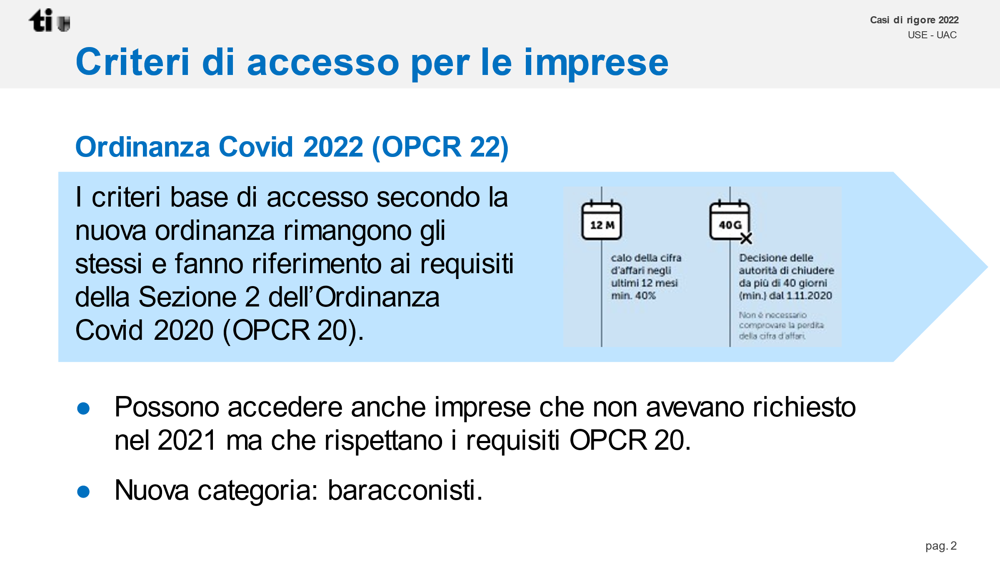 ti
Casi di rigore 2022
USE - UAC
Criteri di accesso per le imprese
Ordinanza Covid 2022 (OPCR 22)
I criteri base di accesso secondo la
nuova ordinanza rimangono gli
stessi e fanno riferimento ai requisiti
della Sezione 2 dell’Ordinanza
Covid 2020 (OPCR 20).
12 M
calo della cifra
d'affari negli
ultimi 12 mesi
min. 40%
40G
Decisione delle
autorità di chiudere
da più di 40 giorni
(min.) dal 1.11.2020
Non è necessario
comprovare la perdita
della cifra d'affari.
● Possono accedere anche imprese che non avevano richiesto
nel 2021 ma che rispettano i requisiti OPCR 20.
● Nuova categoria: baracconisti.
pag. 2